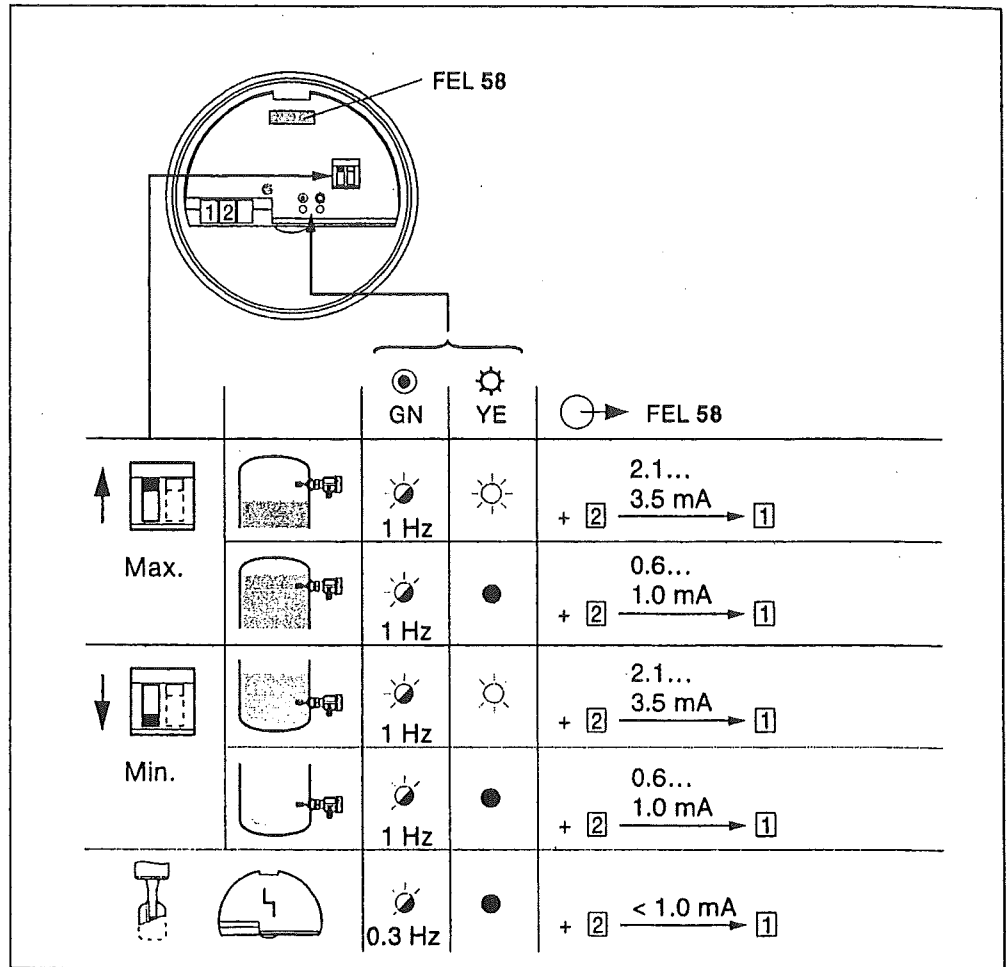 FEL 58
G
1 2
GN YE FEL 58
Max.
1 Hz
2.1...
3.5 mA
+ 2 1
1 Hz
0.6...
1.0 mA
+ 2 1
Min.
1 Hz
2.1...
3.5 mA
+ 2 1
1 Hz
0.6...
1.0 mA
+ 2 1
0.3 Hz
< 1.0 mA
+ 2 1